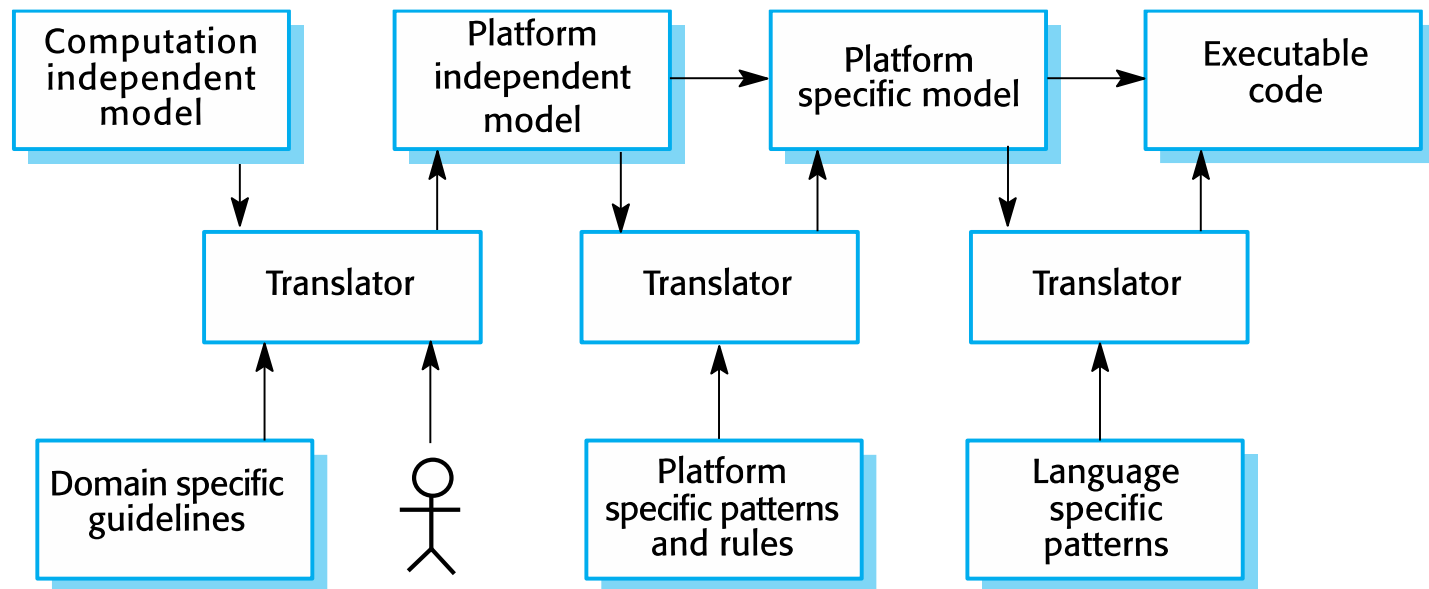 Computation
independent
model
Platform
independent
model
Platform
specific model
Executable
code
Translator
Translator
Translator
Domain specific
guidelines
Platform
specific patterns
and rules
Language
specific
patterns